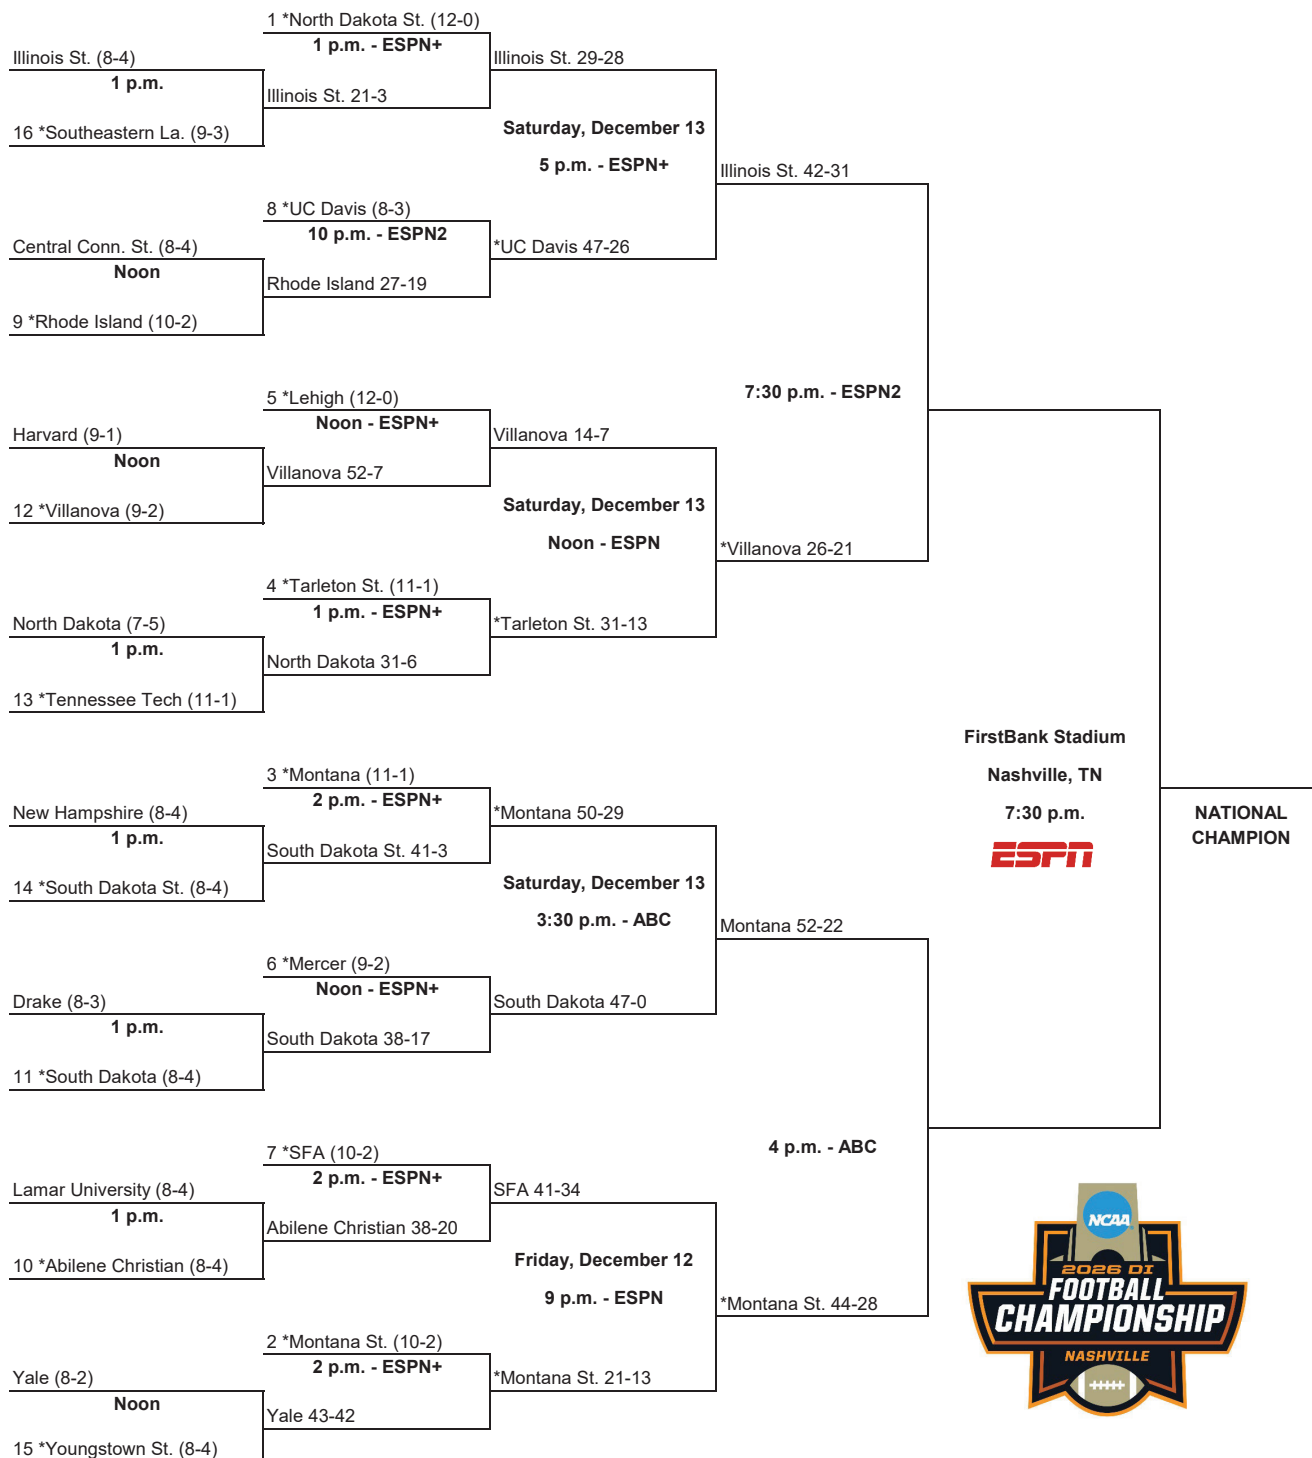 1 *North Dakota St. (12-0)
1 p.m. - ESPN+
Illinois St. (8-4)
1 p.m.
Illinois St. 21-3
16 *Southeastern La. (9-3)
Illinois St. 29-28
Saturday, December 13
5 p.m. - ESPN+
Illinois St. 42-31
8 *UC Davis (8-3)
10 p.m. - ESPN2
*UC Davis 47-26
Central Conn. St. (8-4)
Noon
Rhode Island 27-19
9 *Rhode Island (10-2)
7:30 p.m. - ESPN2
5 *Lehigh (12-0)
Noon - ESPN+
Harvard (9-1)
Noon
Villanova 14-7
Villanova 52-7
12 *Villanova (9-2)
Saturday, December 13
Noon - ESPN
*Villanova 26-21
4 *Tarleton St. (11-1)
1 p.m. - ESPN+
North Dakota (7-5)
1 p.m.
*Tarleton St. 31-13
North Dakota 31-6
13 *Tennessee Tech (11-1)
FirstBank Stadium
Nashville, TN
7:30 p.m.
ESPN
NATIONAL
CHAMPION
3 *Montana (11-1)
2 p.m. - ESPN+
New Hampshire (8-4)
1 p.m.
*Montana 50-29
South Dakota St. 41-3
14 *South Dakota St. (8-4)
Saturday, December 13
3:30 p.m. - ABC
Montana 52-22
6 *Mercer (9-2)
Noon - ESPN+
Drake (8-3)
1 p.m.
South Dakota 47-0
South Dakota 38-17
11 *South Dakota (8-4)
4 p.m. - ABC
7 *SFA (10-2)
2 p.m. - ESPN+
Lamar University (8-4)
1 p.m.
SFA 41-34
Abilene Christian 38-20
10 *Abilene Christian (8-4)
Friday, December 12
9 p.m. - ESPN
*Montana St. 44-28
2 *Montana St. (10-2)
2 p.m. - ESPN+
Yale (8-2)
Noon
*Montana St. 21-13
Yale 43-42
15 *Youngstown St. (8-4)
NCAA
2026 DI
FOOTBALL
CHAMPIONSHIP
NASHVILLE